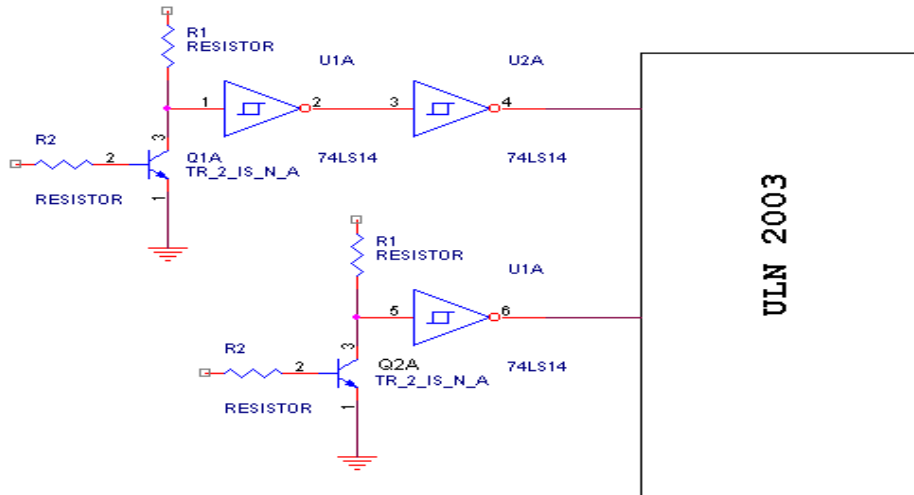 R1
RESISTOR
U1A
U2A
1
2
3
4
R2
2
3
Q1A
TR_2_IS_N_A
74LS14
74LS14
RESISTOR
1
R1
RESISTOR
U1A
5
6
R2
2
3
Q2A
TR_2_IS_N_A
74LS14
RESISTOR
1
ULN 2003